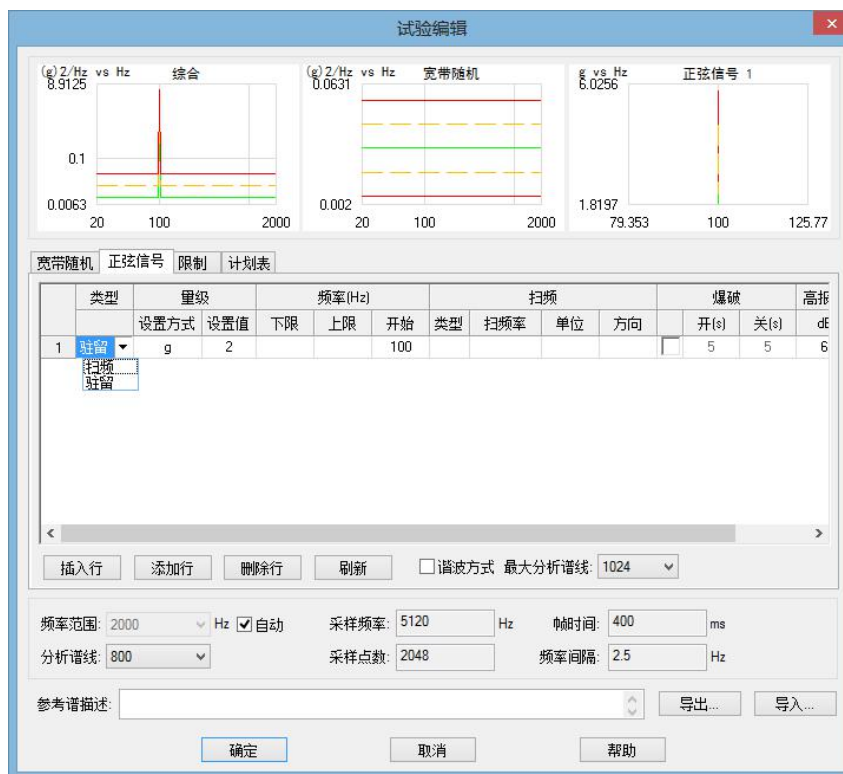 试验编辑
(g)2/Hz vs Hz 综合
8.9125
0.1
0.0063
20 100 2000
(g)2/Hz vs Hz 宽带随机
0.0631
0.002
20 100 2000
g vs Hz 正弦信号 1
6.0256
1.8197
79.353 100 125.77
宽带随机 正弦信号 限制 计划表
类型 量级 频率(Hz) 扫频 爆破 高报
设置方式 设置值 下限 上限 开始 类型 扫频率 单位 方向 开(s) 关(s) dB
1 驻留 g 2 100 5 5 6
扫频
驻留
插入行 添加行 删除行 刷新 谐波方式 最大分析谱线: 1024
频率范围: 2000 Hz 自动 采样频率: 5120 Hz 帧时间: 400 ms
分析谱线: 800 采样点数: 2048 频率间隔: 2.5 Hz
参考谱描述: 导出... 导入...
确定 取消 帮助